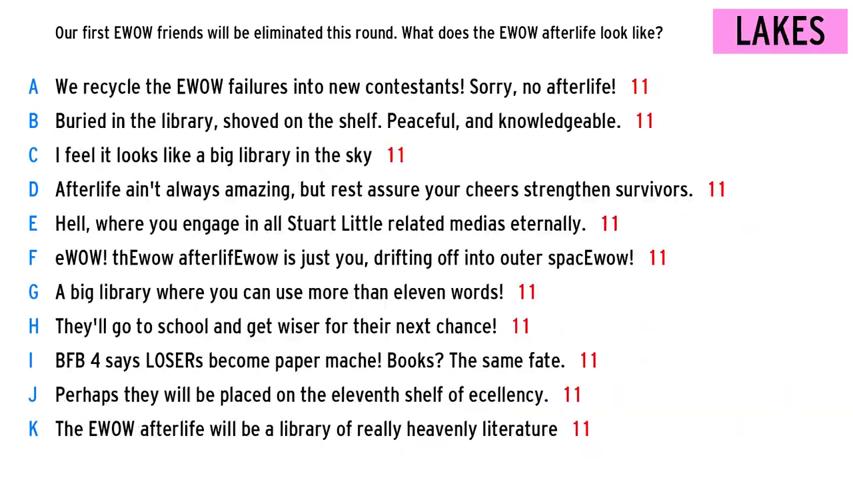 Our first EWOW friends will be eliminated this round. What does the EWOW afterlife look like?
LAKES
A We recycle the EWOW failures into new contestants! Sorry, no afterlife! 11
B Buried in the library, shoved on the shelf. Peaceful, and knowledgeable. 11
C I feel it looks like a big library in the sky 11
D Afterlife ain't always amazing, but rest assure your cheers strengthen survivors. 11
E Hell, where you engage in all Stuart Little related medias eternally. 11
F eWOW! thEwow afterlifEwow is just you, drifting off into outer spacEwow! 11
G A big library where you can use more than eleven words! 11
H They'll go to school and get wiser for their next chance! 11
I BFB 4 says LOSERs become paper mache! Books? The same fate. 11
J Perhaps they will be placed on the eleventh shelf of ecellency. 11
K The EWOW afterlife will be a library of really heavenly literature 11